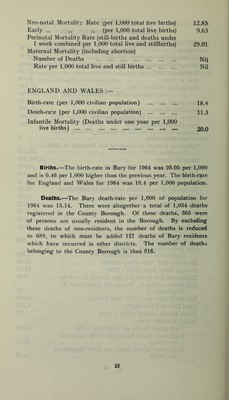 Neo-natal Mortality Rate (per 1,000 total live births) 12.85
Early ,, ,, ,, (per 1,000 total live births) 9.63
Perinatal Mortality Rate (still-births and deaths under
1 week combined per 1,000 total live and stillbirths) 29.01
Maternal Mortality (including abortion)
Number of Deaths ... ... ... ... ... Nil
Rate per 1,000 total live and still births ... ... Nil
ENGLAND AND WALES :—
Birth-rate (per 1,000 civilian population) ... ... ... 18.4
Death-rate (per 1,000 civilian population) ... ... ... 11.3
Infantile Mortality (Deaths under one year per 1,000
live births) ... ... ... ... ... ... ... 20.0
Births.—The birth-rate in Bury for 1964 was 20.05 per 1,000
and is 0.46 per 1,000 higher than the previous year. The birth-rate
for England and Wales for 1964 was 18.4 per 1,000 population.
Deaths.—The Bury death-rate per 1,000 of population for
1964 was 13.14. There were altogether a total of 1,054 deaths
registered in the County Borough. Of these deaths, 365 were
of persons not usually resident in the Borough. By excluding
these deaths of non-residents, the number of deaths is reduced
to 689, to which must be added 127 deaths of Bury residents
which have occurred in other districts. The number of deaths
belonging to the County Borough is thus 816.